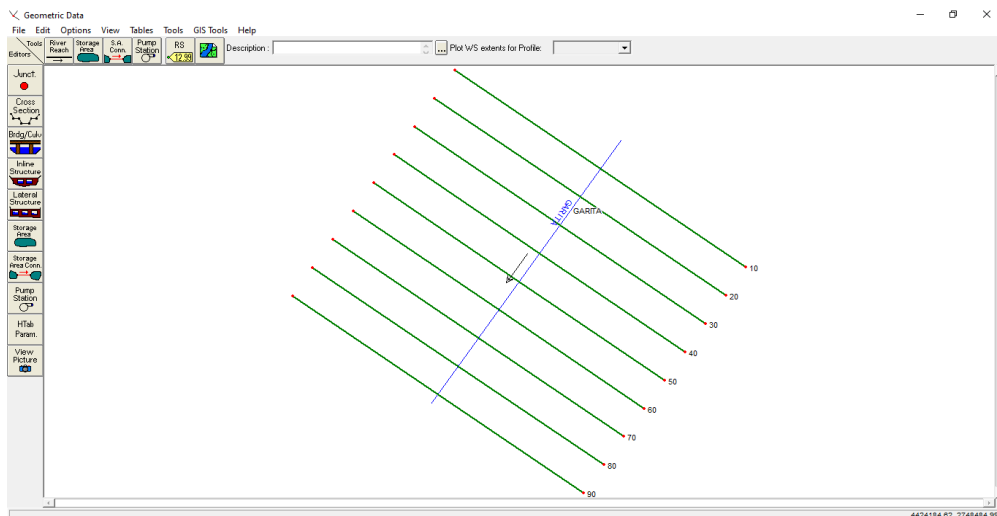 Geometric Data
File Edit Options View Tables Tools GIS Tools Help
Tools
Editors
River
Reach
Storage
Area
S.A.
Conn.
Pump
Station
RS
12.99
Description :
...
Plot WS extents for Profile:
Junct.
Cross
Section
Brdg/Culv
Inline
Structure
Lateral
Structure
Storage
Area
Storage
Area Conn.
Pump
Station
HTab
Param.
View
Picture
GARITA
GARITA
10
20
30
40
50
60
70
80
90